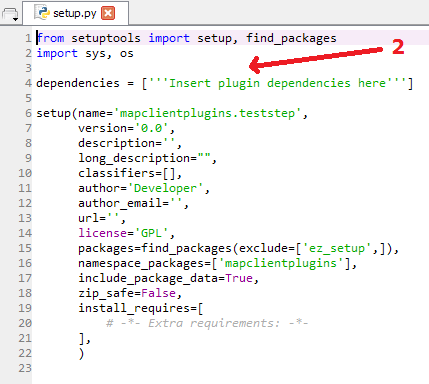 setup.py
1 from setuptools import setup, find_packages
2 import sys, os
3
2
4 dependencies = ['''Insert plugin dependencies here''']
5
6 setup(name='mapclientplugins.teststep',
7       version='0.0',
8       description='',
9       long_description="",
10       classifiers=[],
11       author='Developer',
12       author_email='',
13       url='',
14       license='GPL',
15       packages=find_packages(exclude=['ez_setup',]),
16       namespace_packages=['mapclientplugins'],
17       include_package_data=True,
18       zip_safe=False,
19       install_requires=[
20           # -*- Extra requirements: -*-
21       ],
22       )
23